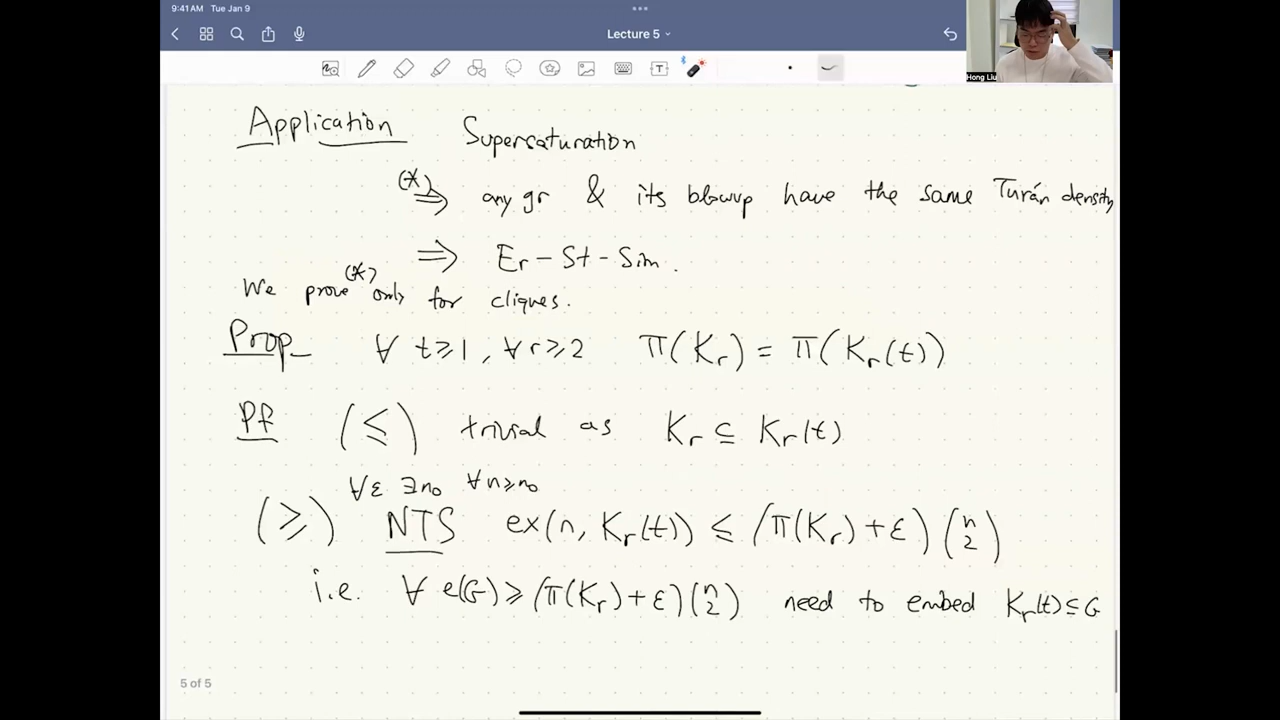 9:41 AM Tue Jan 9
Lecture 5
Hong Liu
Application Supersaturation
(*) ⇒ any gr & its blowup have the same Turán density
⇒ Er - St - Sim.
We prove (*) only for cliques.
Prop ∀ t ≥ 1, ∀ r ≥ 2 π(K_r) = π(K_r(t))
Pf (≤) trivial as K_r ⊆ K_r(t)
∀ε ∃n₀ ∀n≥n₀
(≥) NTS ex(n, K_r(t)) ≤ (π(K_r) + ε) (n 2)
i.e. ∀ e(G) ≥ (π(K_r) + ε) (n 2) need to embed K_r(t) ⊆ G
5 of 5